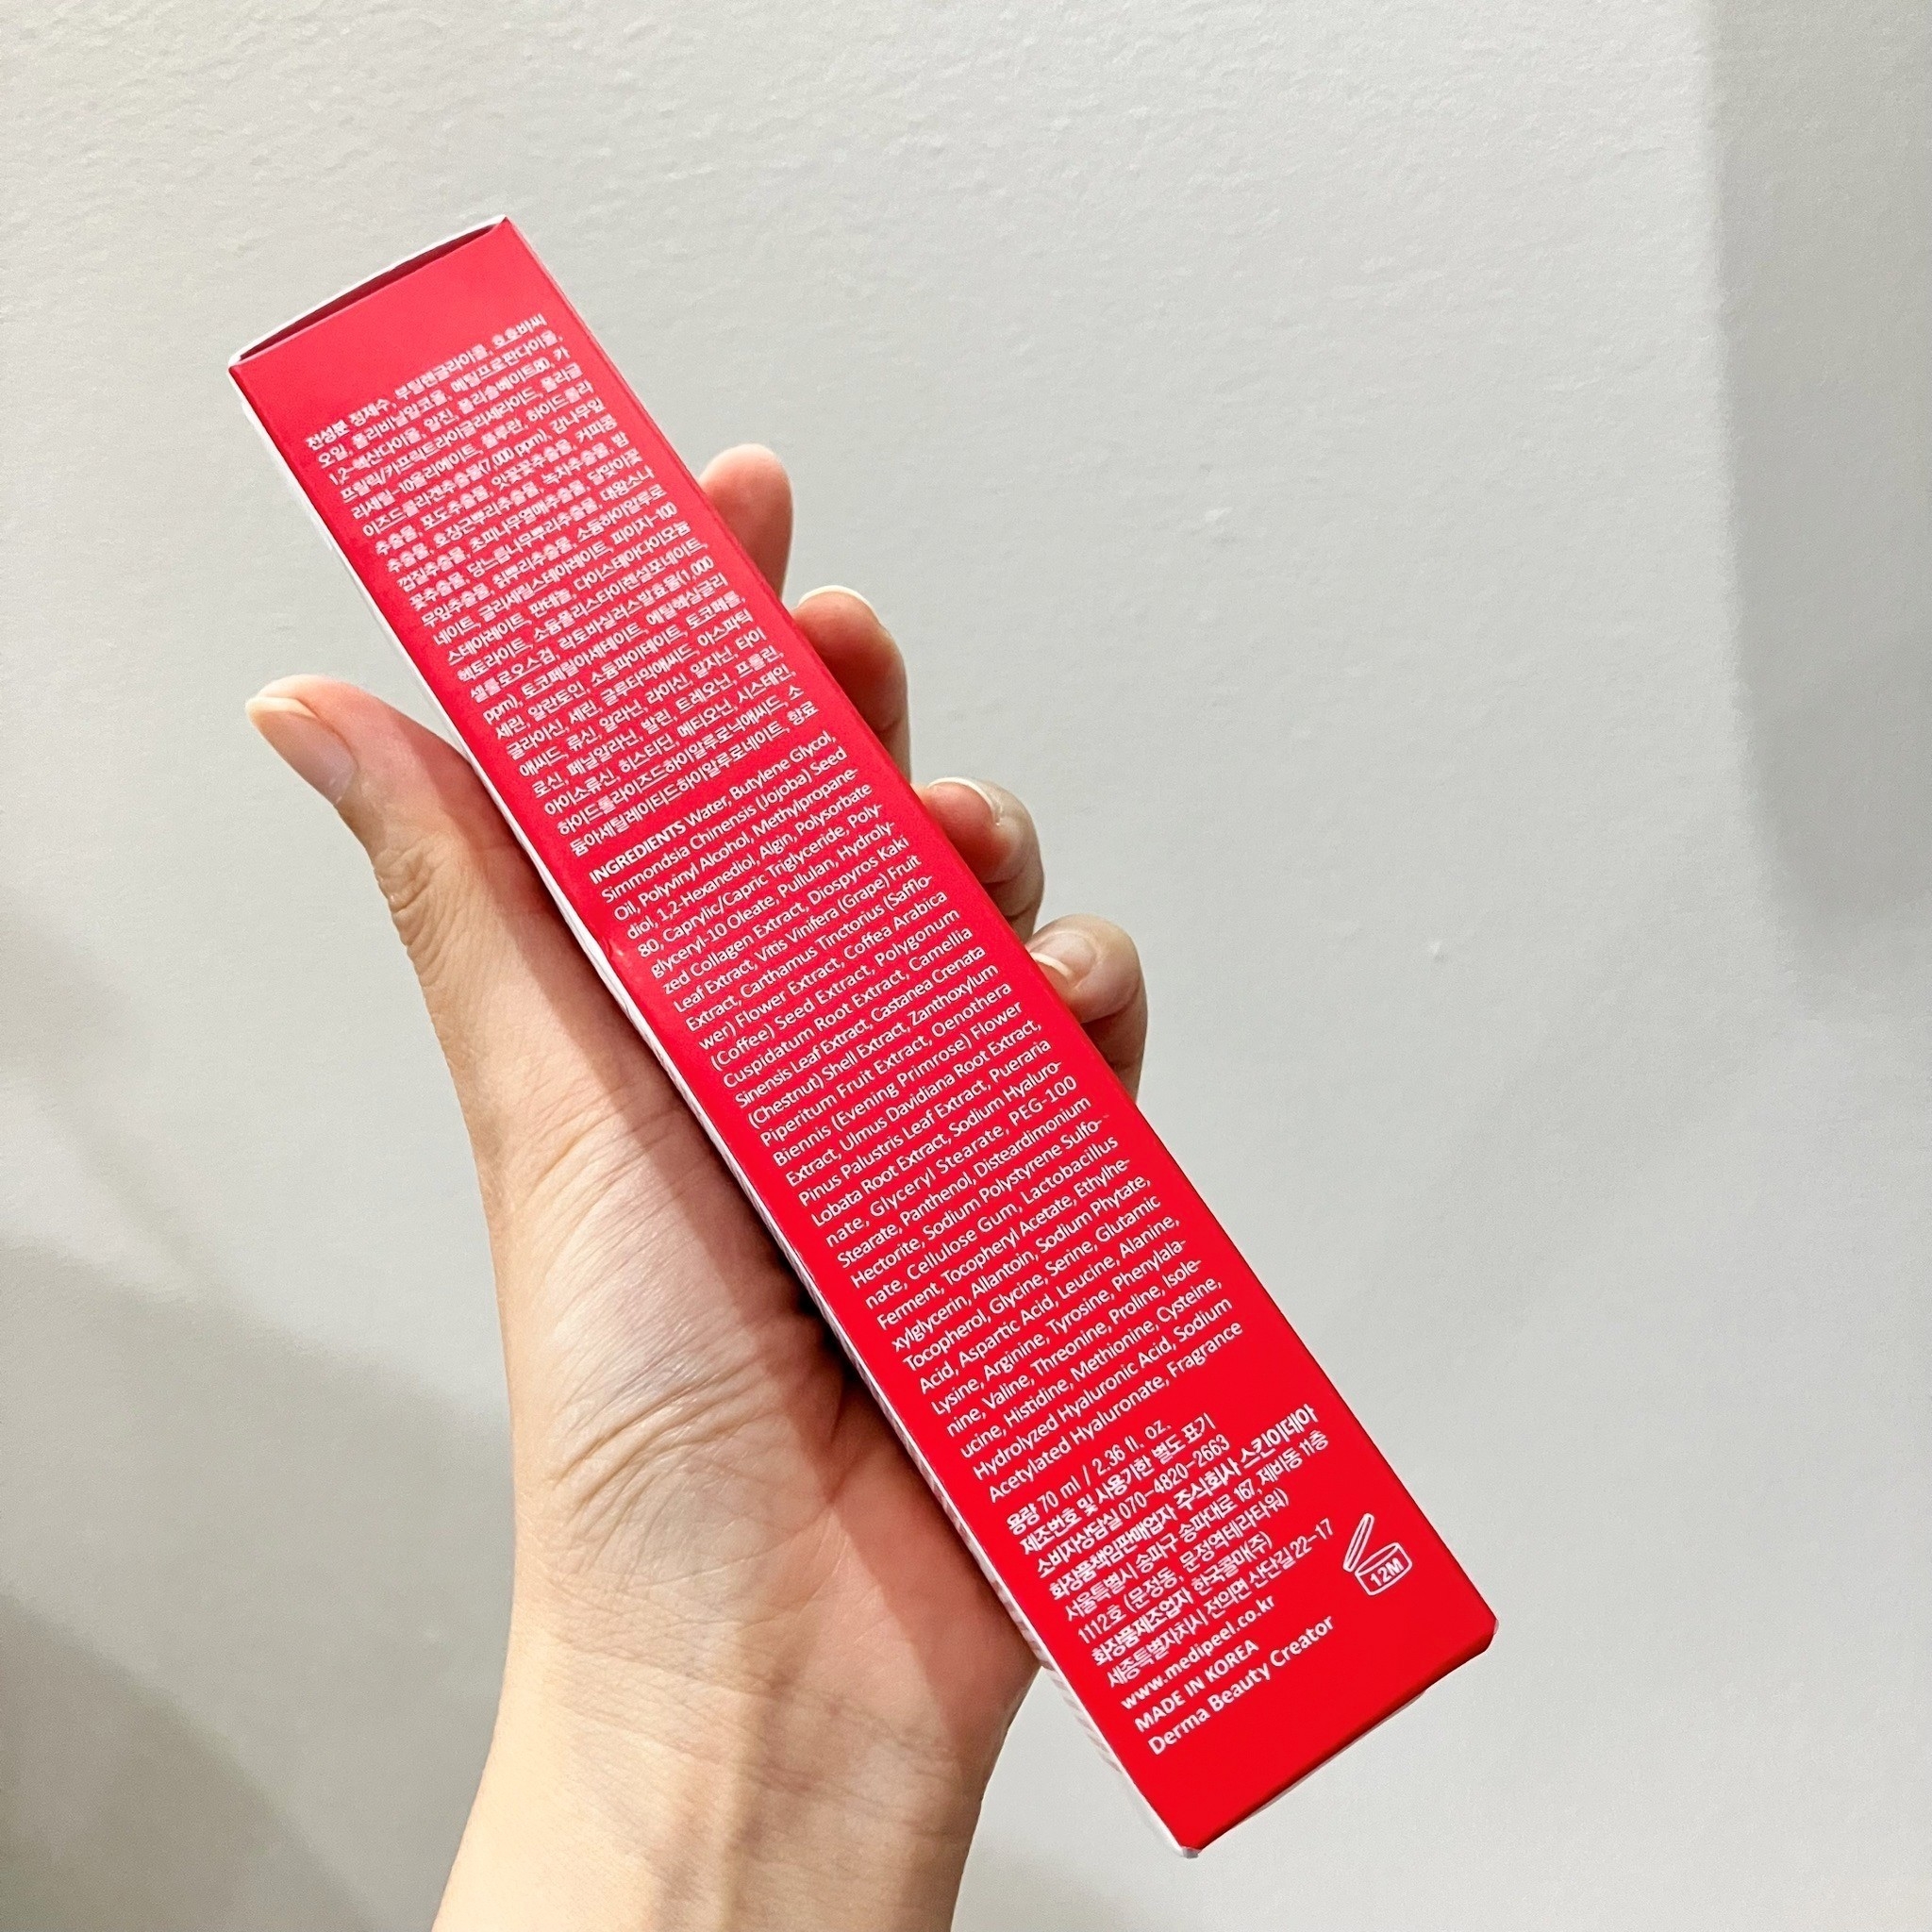 전성분 정제수, 부틸렌글라이콜, 호호바씨
오일, 폴리비닐알코올, 메틸프로판다이올,
1,2-헥산다이올, 알진, 폴리솔베이트80, 카
프릴릭/카프릭트라이글리세라이드, 폴리글
리세릴-10올리에이트, 풀루란, 하이드롤라
이즈드콜라겐추출물(7,000 ppm), 감나무잎
추출물, 포도추출물, 잇꽃꽃추출물, 커피콩
추출물, 호장근뿌리추출물, 녹차추출물, 밤
껍질추출물, 초피나무열매추출물, 달맞이꽃
꽃추출물, 당느릅나무뿌리추출물, 대왕소나
무잎추출물, 칡뿌리추출물, 소듐하이알루로
네이트, 글리세릴스테아레이트, 피이지-100
스테아레이트, 판테놀, 다이스테아다이모늄
헥토라이트, 소듐폴리스타이렌설포네이트,
셀룰로오스검, 락토바실러스발효물(1,000
ppm), 토코페릴아세테이트, 에틸헥실글리
세린, 알란토인, 소듐파이테이트, 토코페롤,
글라이신, 세린, 글루타믹애씨드, 아스파틱
애씨드, 류신, 알라닌, 라이신, 알지닌, 타이
로신, 페닐알라닌, 발린, 트레오닌, 프롤린,
아이소류신, 히스티딘, 메티오닌, 시스테인,
하이드롤라이즈드하이알루로닉애씨드, 소
듐아세틸레이티드하이알루로네이트, 향료
INGREDIENTS Water, Butylene Glycol,
Simmondsia Chinensis (Jojoba) Seed
Oil, Polyvinyl Alcohol, Methylpropane-
diol, 1,2-Hexanediol, Algin, Polysorbate
80, Caprylic/Capric Triglyceride, Poly-
glyceryl-10 Oleate, Pullulan, Hydroly-
zed Collagen Extract, Diospyros Kaki
Leaf Extract, Vitis Vinifera (Grape) Fruit
Extract, Carthamus Tinctorius (Safflo-
wer) Flower Extract, Coffea Arabica
(Coffee) Seed Extract, Polygonum
Cuspidatum Root Extract, Camellia
Sinensis Leaf Extract, Castanea Crenata
(Chestnut) Shell Extract, Zanthoxylum
Piperitum Fruit Extract, Oenothera
Biennis (Evening Primrose) Flower
Extract, Ulmus Davidiana Root Extract,
Pinus Palustris Leaf Extract, Pueraria
Lobata Root Extract, Sodium Hyaluro-
nate, Glyceryl Stearate, PEG-100
Stearate, Panthenol, Disteardimonium
Hectorite, Sodium Polystyrene Sulfo-
nate, Cellulose Gum, Lactobacillus
Ferment, Tocopheryl Acetate, Ethylhe-
xylglycerin, Allantoin, Sodium Phytate,
Tocopherol, Glycine, Serine, Glutamic
Acid, Aspartic Acid, Leucine, Alanine,
Lysine, Arginine, Tyrosine, Phenylala-
nine, Valine, Threonine, Proline, Isole-
ucine, Histidine, Methionine, Cysteine,
Hydrolyzed Hyaluronic Acid, Sodium
Acetylated Hyaluronate, Fragrance
용량 70 ml / 2.36 fl. oz.
제조번호 및 사용기한 별도 표기
소비자상담실 070-4820-2663
화장품책임판매업자 주식회사 스킨이데아
서울특별시 송파구 송파대로 167, 제비동 11층
1112호 (문정동, 문정역테라타워)
화장품제조업자 한국콜마(주)
세종특별자치시 전의면 산단길 22-17
www.medipeel.co.kr
MADE IN KOREA
Derma Beauty Creator
12M